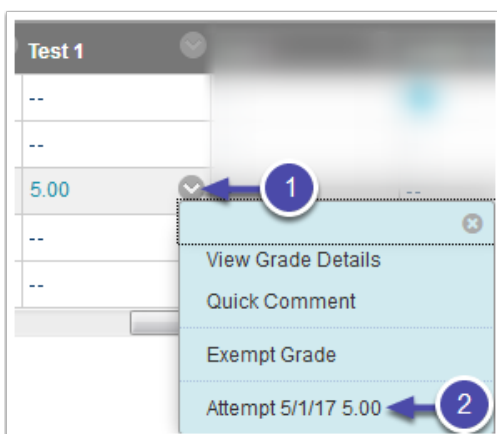 Test 1
--
--
5.00
1
--
--
--
View Grade Details
Quick Comment
Exempt Grade
Attempt 5/1/17 5.00
2